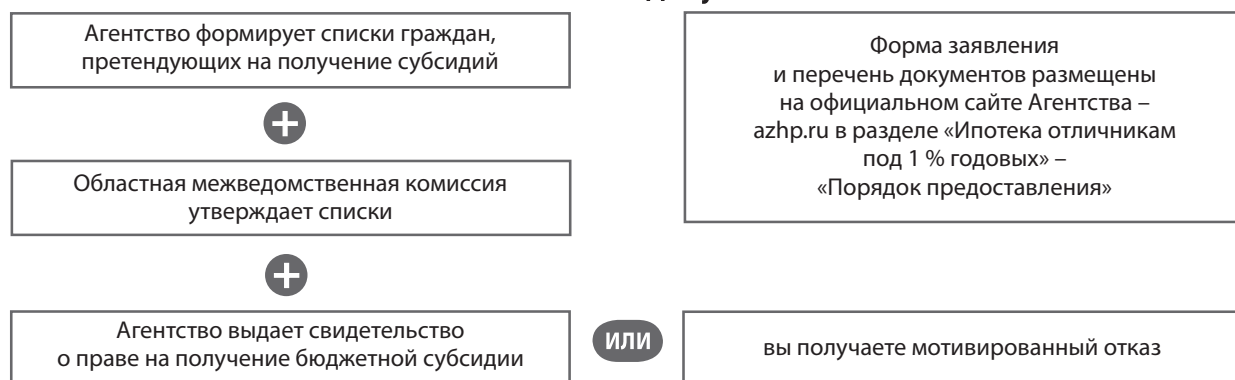 Агентство формирует списки граждан,
претендующих на получение субсидий
Форма заявления
и перечень документов размещены
на официальном сайте Агентства –
azhp.ru в разделе «Ипотека отличникам
под 1 % годовых» –
«Порядок предоставления»
Областная межведомственная комиссия
утверждает списки
Агентство выдает свидетельство
о праве на получение бюджетной субсидии
ИЛИ
вы получаете мотивированный отказ